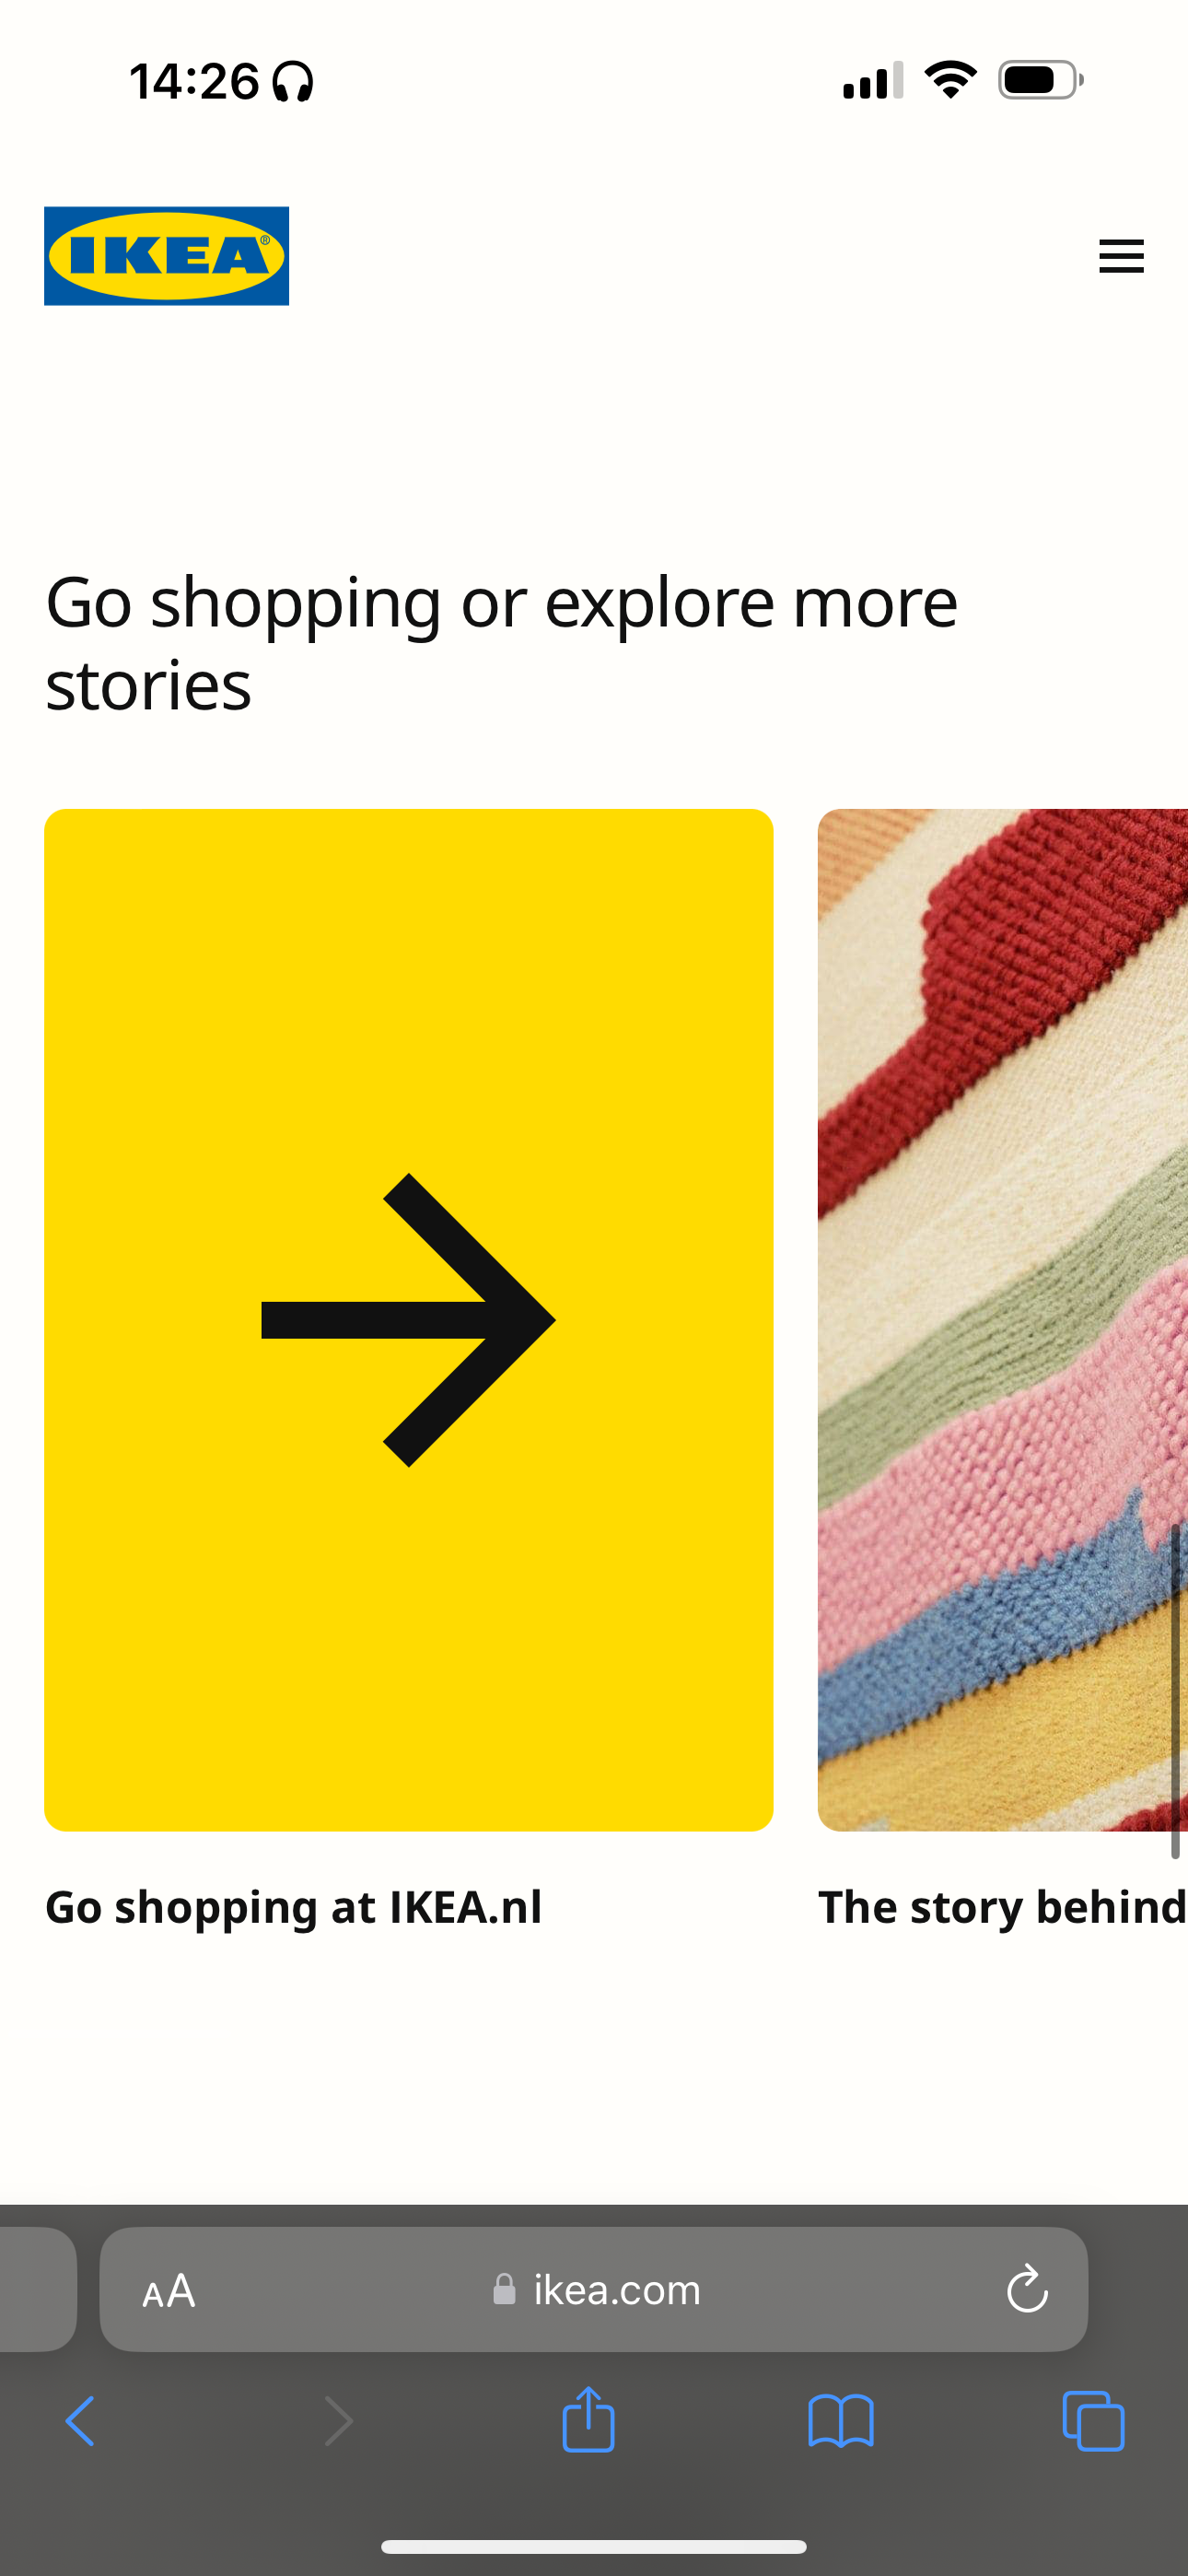 14:26
IKEA®
Go shopping or explore more
stories
Go shopping at IKEA.nl
The story behind
AA
ikea.com